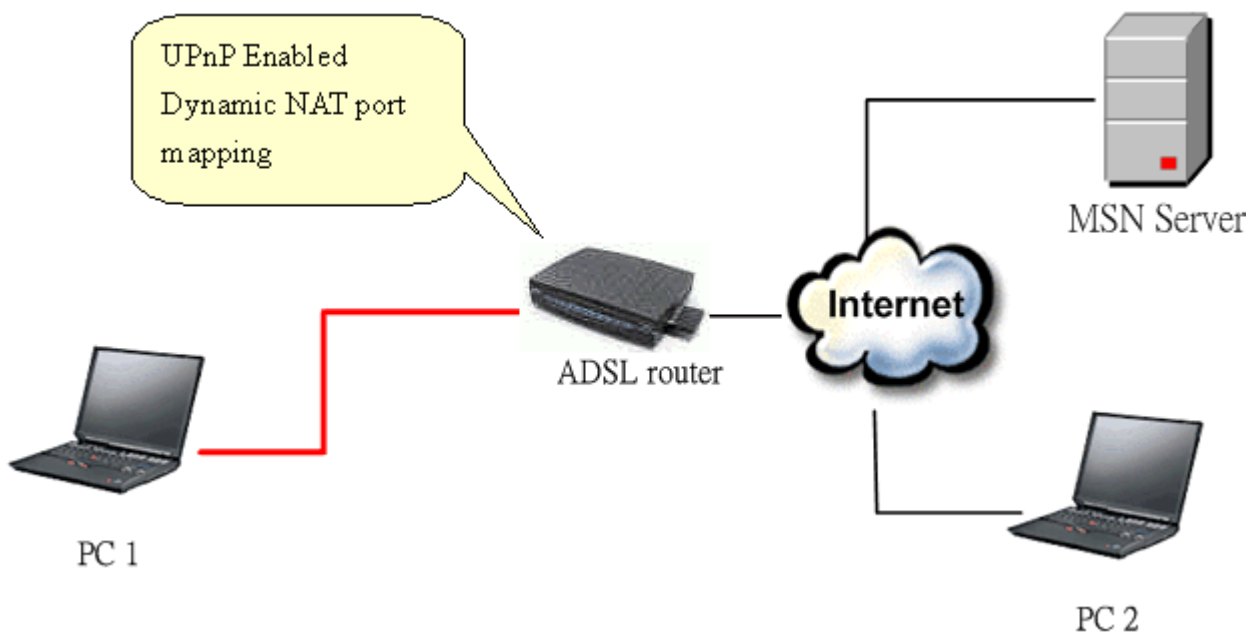 UPnP Enabled
Dynamic NAT port
mapping
MSN Server
Internet
ADSL router
PC 1
PC 2